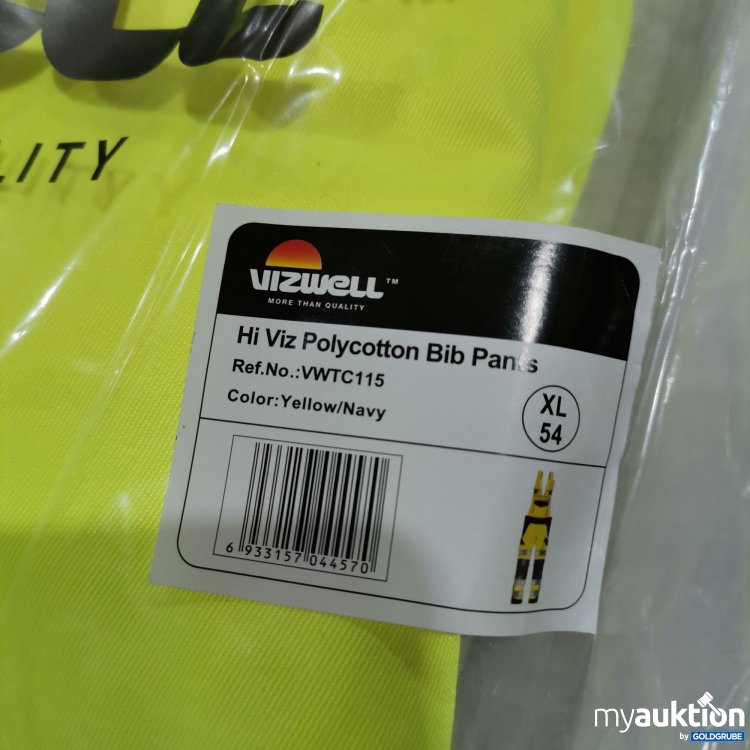 LITY
VIZWELL™
MORE THAN QUALITY
Hi Viz Polycotton Bib Pants
Ref.No.:VWTC115
Color:Yellow/Navy
XL
54
6 933157 044570
myauktion
by GOLDGRUBE